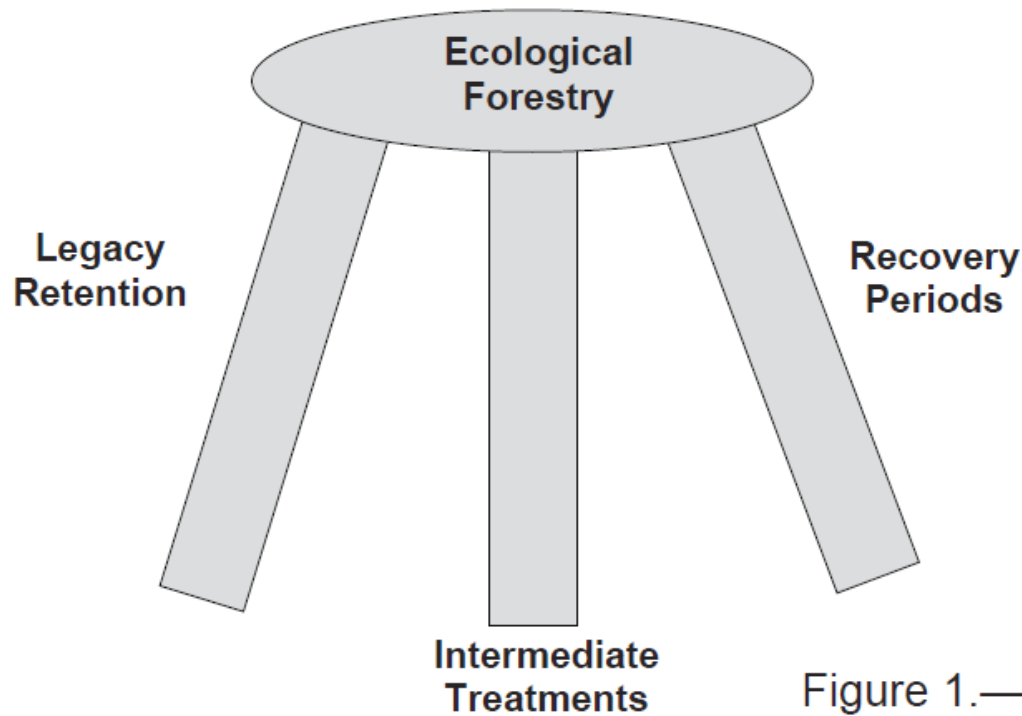 Ecological
Forestry
Legacy
Retention
Recovery
Periods
Intermediate
Treatments
Figure 1.—